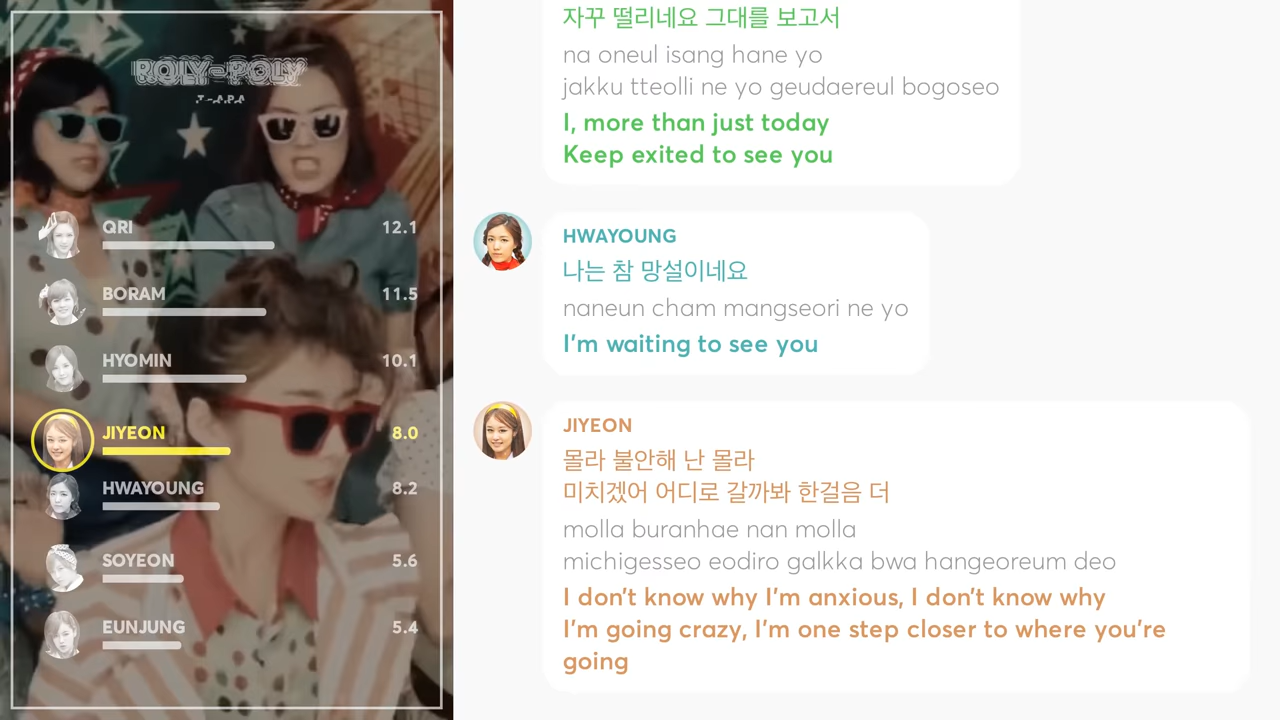 ROLY-POLY
T-ARA
QRI 12.1
BORAM 11.5
HYOMIN 10.1
JIYEON 8.0
HWAYOUNG 8.2
SOYEON 5.6
EUNJUNG 5.4
자꾸 떨리네요 그대를 보고서
na oneul isang hane yo
jakku tteolli ne yo geudaereul bogoseo
I, more than just today
Keep exited to see you
HWAYOUNG
나는 참 망설이네요
naneun cham mangseori ne yo
I'm waiting to see you
JIYEON
몰라 불안해 난 몰라
미치겠어 어디로 갈까봐 한걸음 더
molla buranhae nan molla
michigesseo eodiro galkka bwa hangeoreum deo
I don't know why I'm anxious, I don't know why
I'm going crazy, I'm one step closer to where you're
going